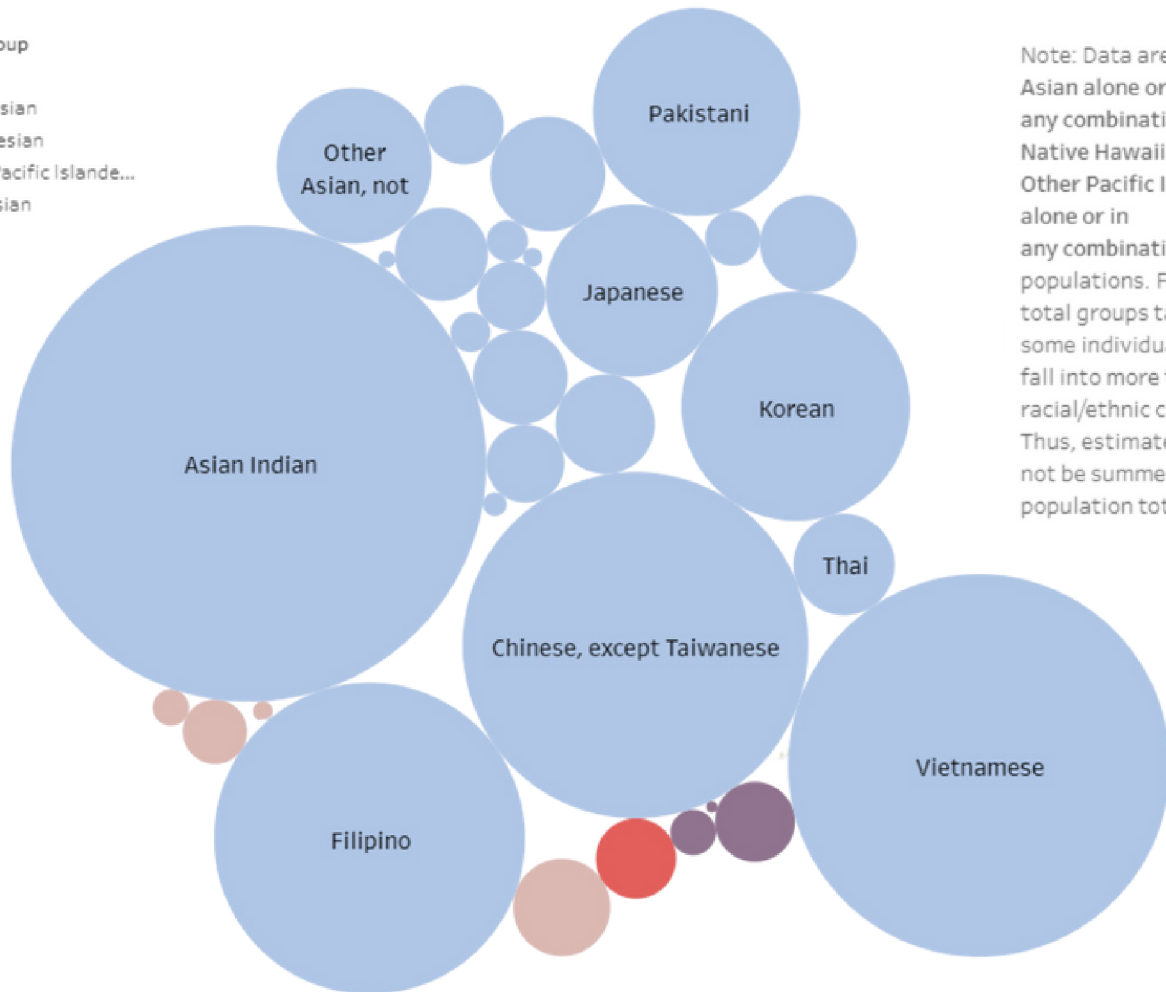 oup
sian
esian
Pacific Islande...
sian
Pakistani
Other
Asian, not
Japanese
Korean
Asian Indian
Thai
Chinese, except Taiwanese
Vietnamese
Filipino
Note: Data are
Asian alone or
any combinati
Native Hawaii
Other Pacific I
alone or in
any combinati
populations. F
total groups ta
some individua
fall into more t
racial/ethnic c
Thus, estimate
not be summe
population tot